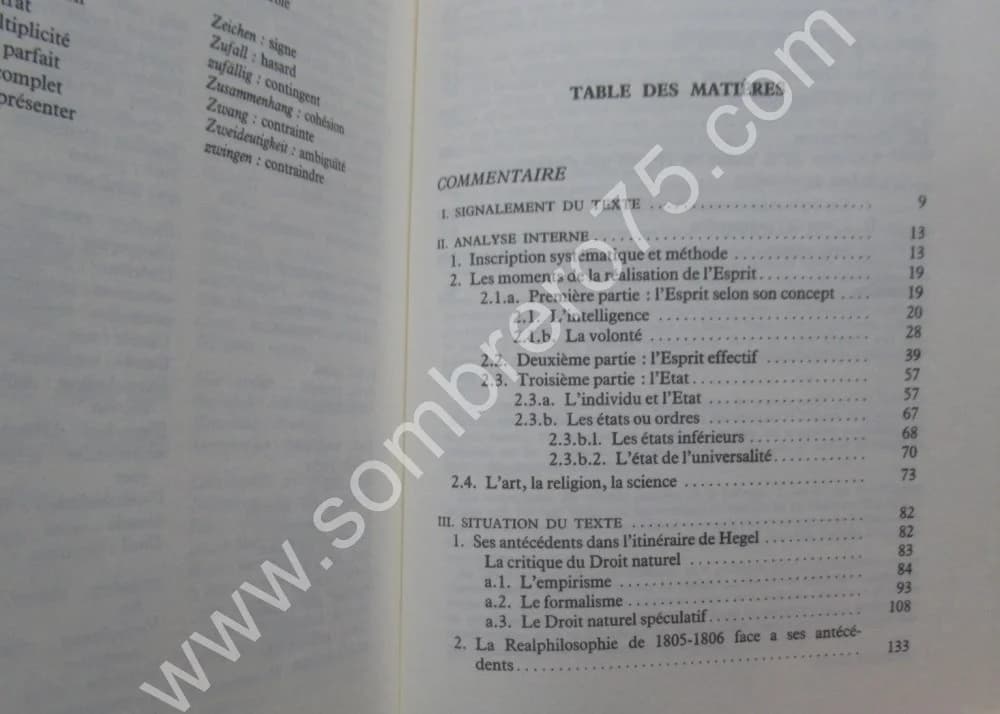 trat
ltiplicité
parfait
complet
présenter
Zeichen : signe
Zufall : hasard
zufällig : contingent
Zusammenhang : cohésion
Zwang : contrainte
Zweideutigkeit : ambiguïté
zwingen : contraindre
TABLE DES MATIÈRES
COMMENTAIRE
I. SIGNALEMENT DU TEXTE 9
II. ANALYSE INTERNE 13
1. Inscription systématique et méthode 13
2. Les moments de la réalisation de l'Esprit 19
2.1.a. Première partie : l'Esprit selon son concept 19
2.1. L'intelligence 20
2.1.b. La volonté 28
2.2. Deuxième partie : l'Esprit effectif 39
2.3. Troisième partie : l'Etat 57
2.3.a. L'individu et l'Etat 57
2.3.b. Les états ou ordres 67
2.3.b.1. Les états inférieurs 68
2.3.b.2. L'état de l'universalité 70
2.4. L'art, la religion, la science 73
III. SITUATION DU TEXTE 82
1. Ses antécédents dans l'itinéraire de Hegel 82
La critique du Droit naturel 83
a.1. L'empirisme 84
a.2. Le formalisme 93
a.3. Le Droit naturel spéculatif 108
2. La Realphilosophie de 1805-1806 face a ses antécé-
dents 133
www.sombrero75.com